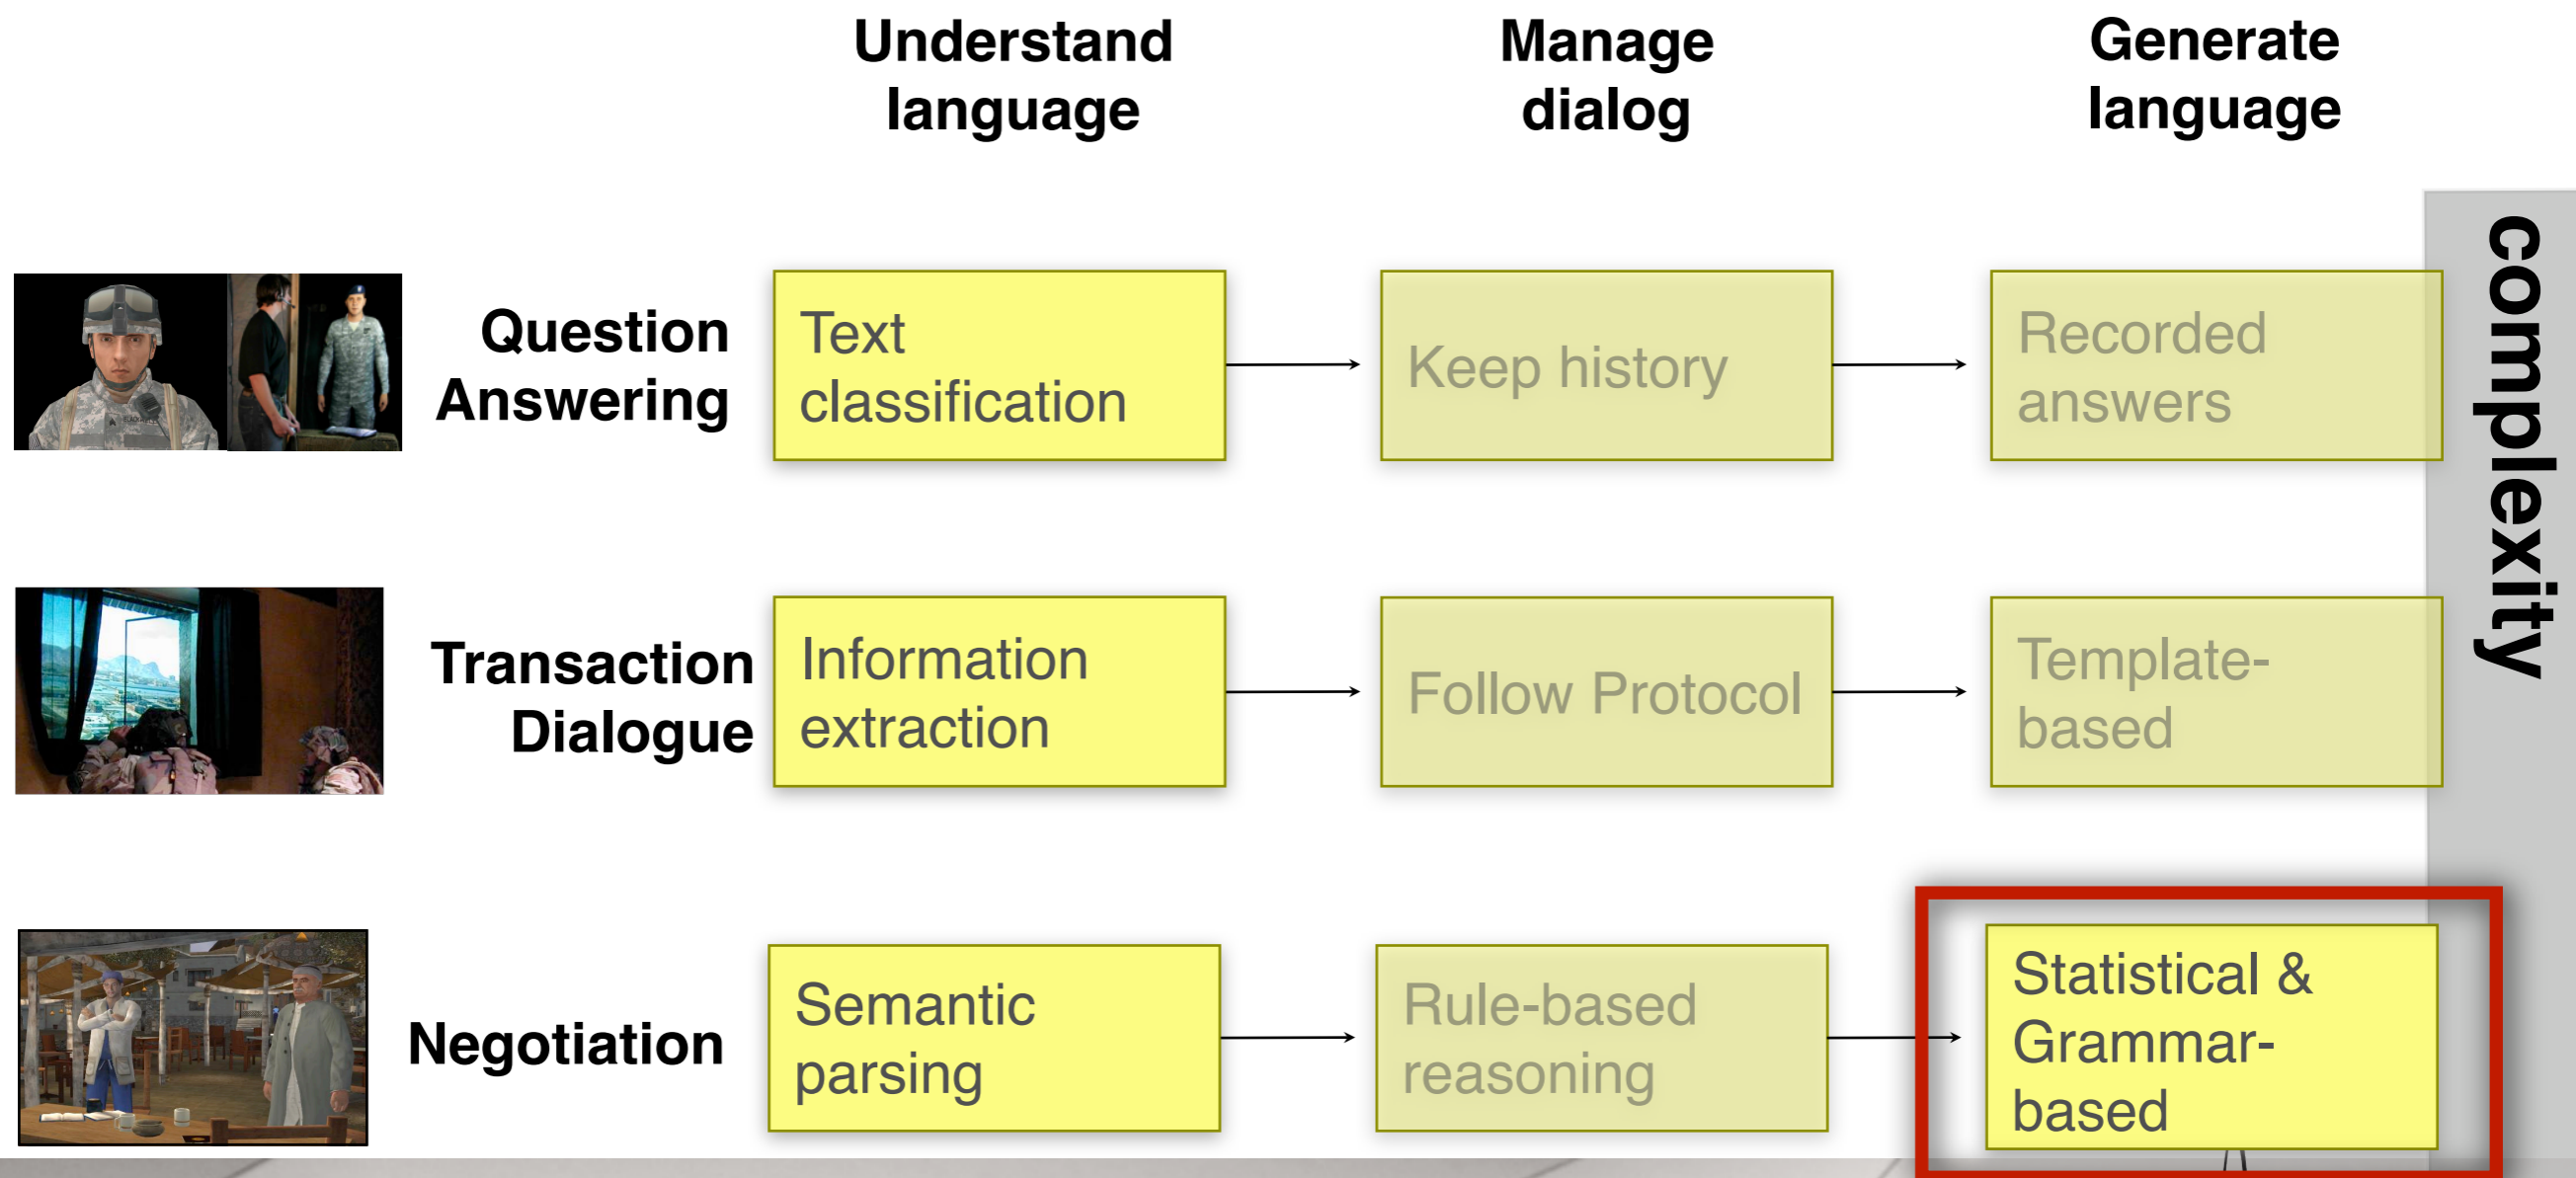 Understand
language
Manage
dialog
Generate
language
complexity
Question
Answering
Text
classification
Keep history
Recorded
answers
Transaction
Dialogue
Information
extraction
Follow Protocol
Template-
based
Negotiation
Semantic
parsing
Rule-based
reasoning
Statistical &
Grammar-
based